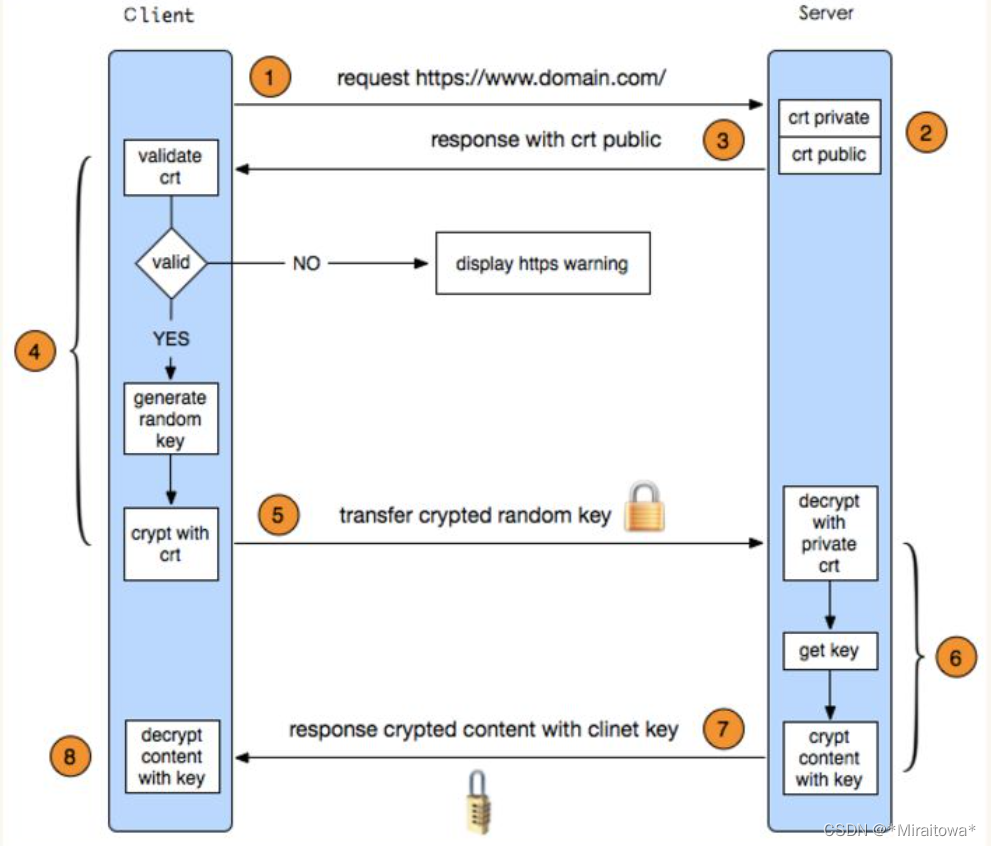 Client
Server
1
request https://www.domain.com/
crt private
2
crt public
response with crt public
3
validate
crt
valid
NO
display https warning
YES
4
generate
random
key
crypt with
crt
5
transfer crypted random key
decrypt
with
private
crt
get key
6
crypt
content
with key
response crypted content with clinet key
7
8
decrypt
content
with key
CSDN @*Miraitowa*